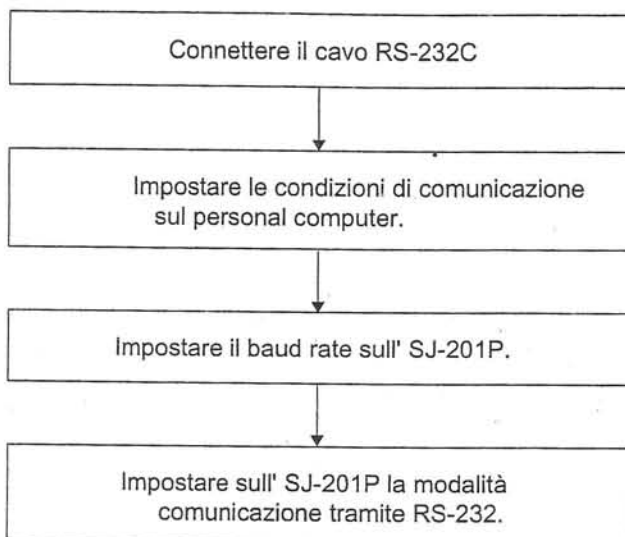 Connettere il cavo RS-232C
Impostare le condizioni di comunicazione
sul personal computer.
Impostare il baud rate sull' SJ-201P.
Impostare sull' SJ-201P la modalità
comunicazione tramite RS-232.